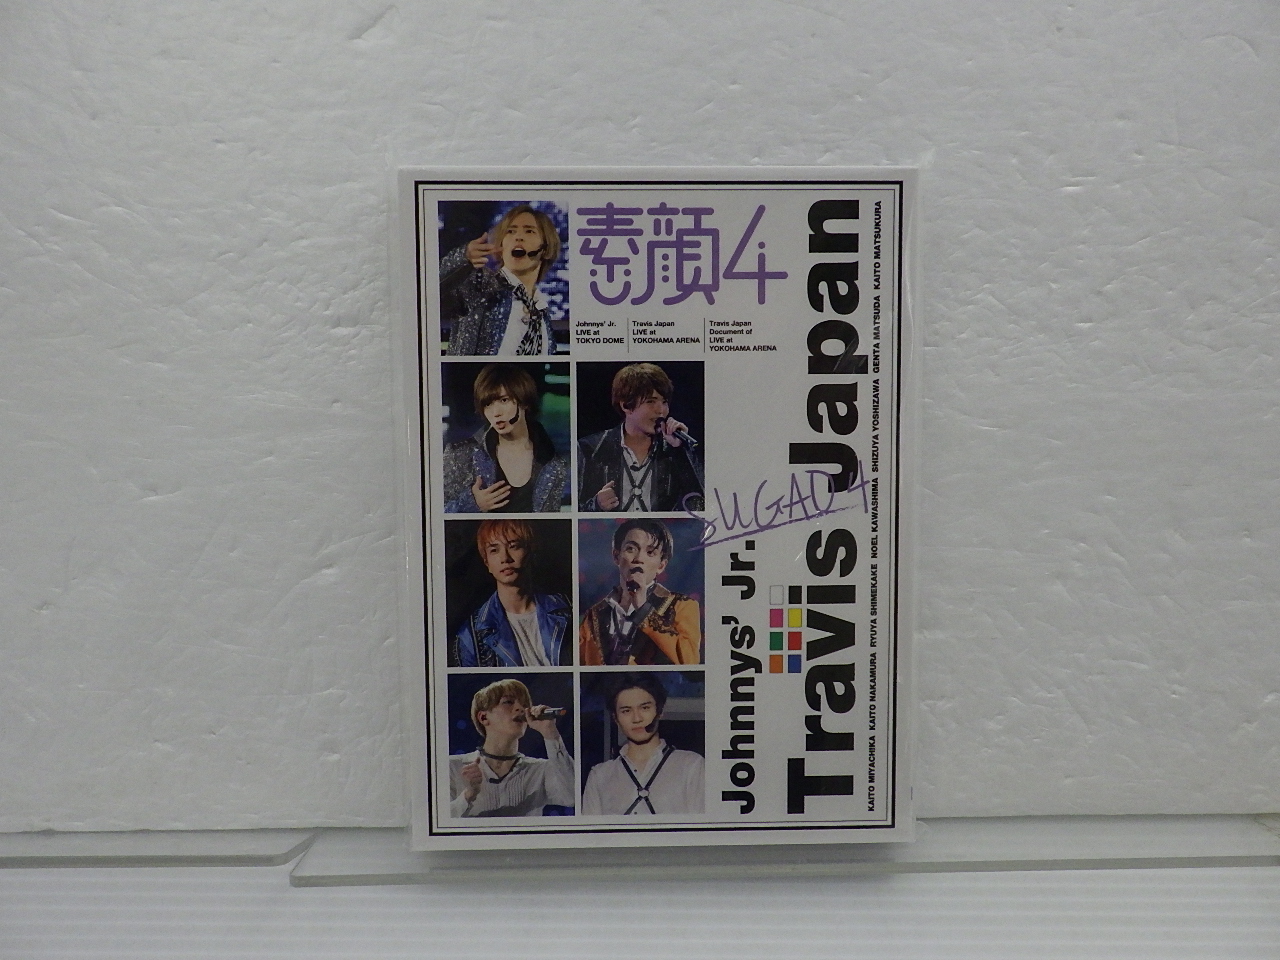 素顔4
Johnnys' Jr.
LIVE at
TOKYO DOME
Travis Japan
LIVE at
YOKOHAMA ARENA
Travis Japan
Document of
LIVE at
YOKOHAMA ARENA
SUGAO4
Johnnys' Jr.
Travis Japan
KAITO MIYACHIKA KAITO NAKAMURA RYUYA SHIMEKAKE NOEL KAWASHIMA SHIZUYA YOSHIZAWA GENTA MATSUDA KAITO MATSUKURA